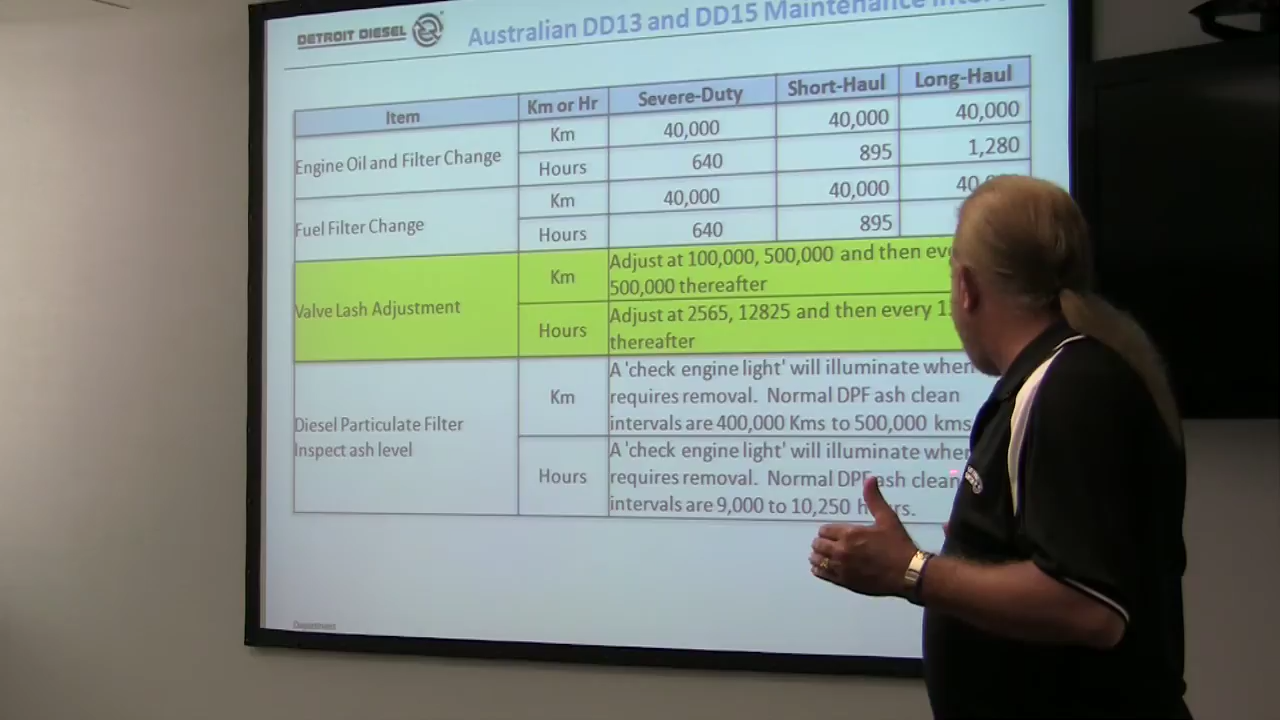 DETROIT DIESEL
Australian DD13 and DD15 Maintenance
Item Km or Hr Severe-Duty Short-Haul Long-Haul
Engine Oil and Filter Change
Km 40,000 40,000 40,000
Hours 640 895 1,280
Fuel Filter Change
Km 40,000 40,000
Hours 640 895
Valve Lash Adjustment
Km
Adjust at 100,000, 500,000 and then
500,000 thereafter
Hours
Adjust at 2565, 12825 and then every
thereafter
Diesel Particulate Filter
Inspect ash level
Km
A 'check engine light' will illuminate when
requires removal. Normal DPF ash clean
intervals are 400,000 Kms to 500,000 kms
Hours
A 'check engine light' will illuminate when
requires removal. Normal DPF ash clean
intervals are 9,000 to 10,250
Department